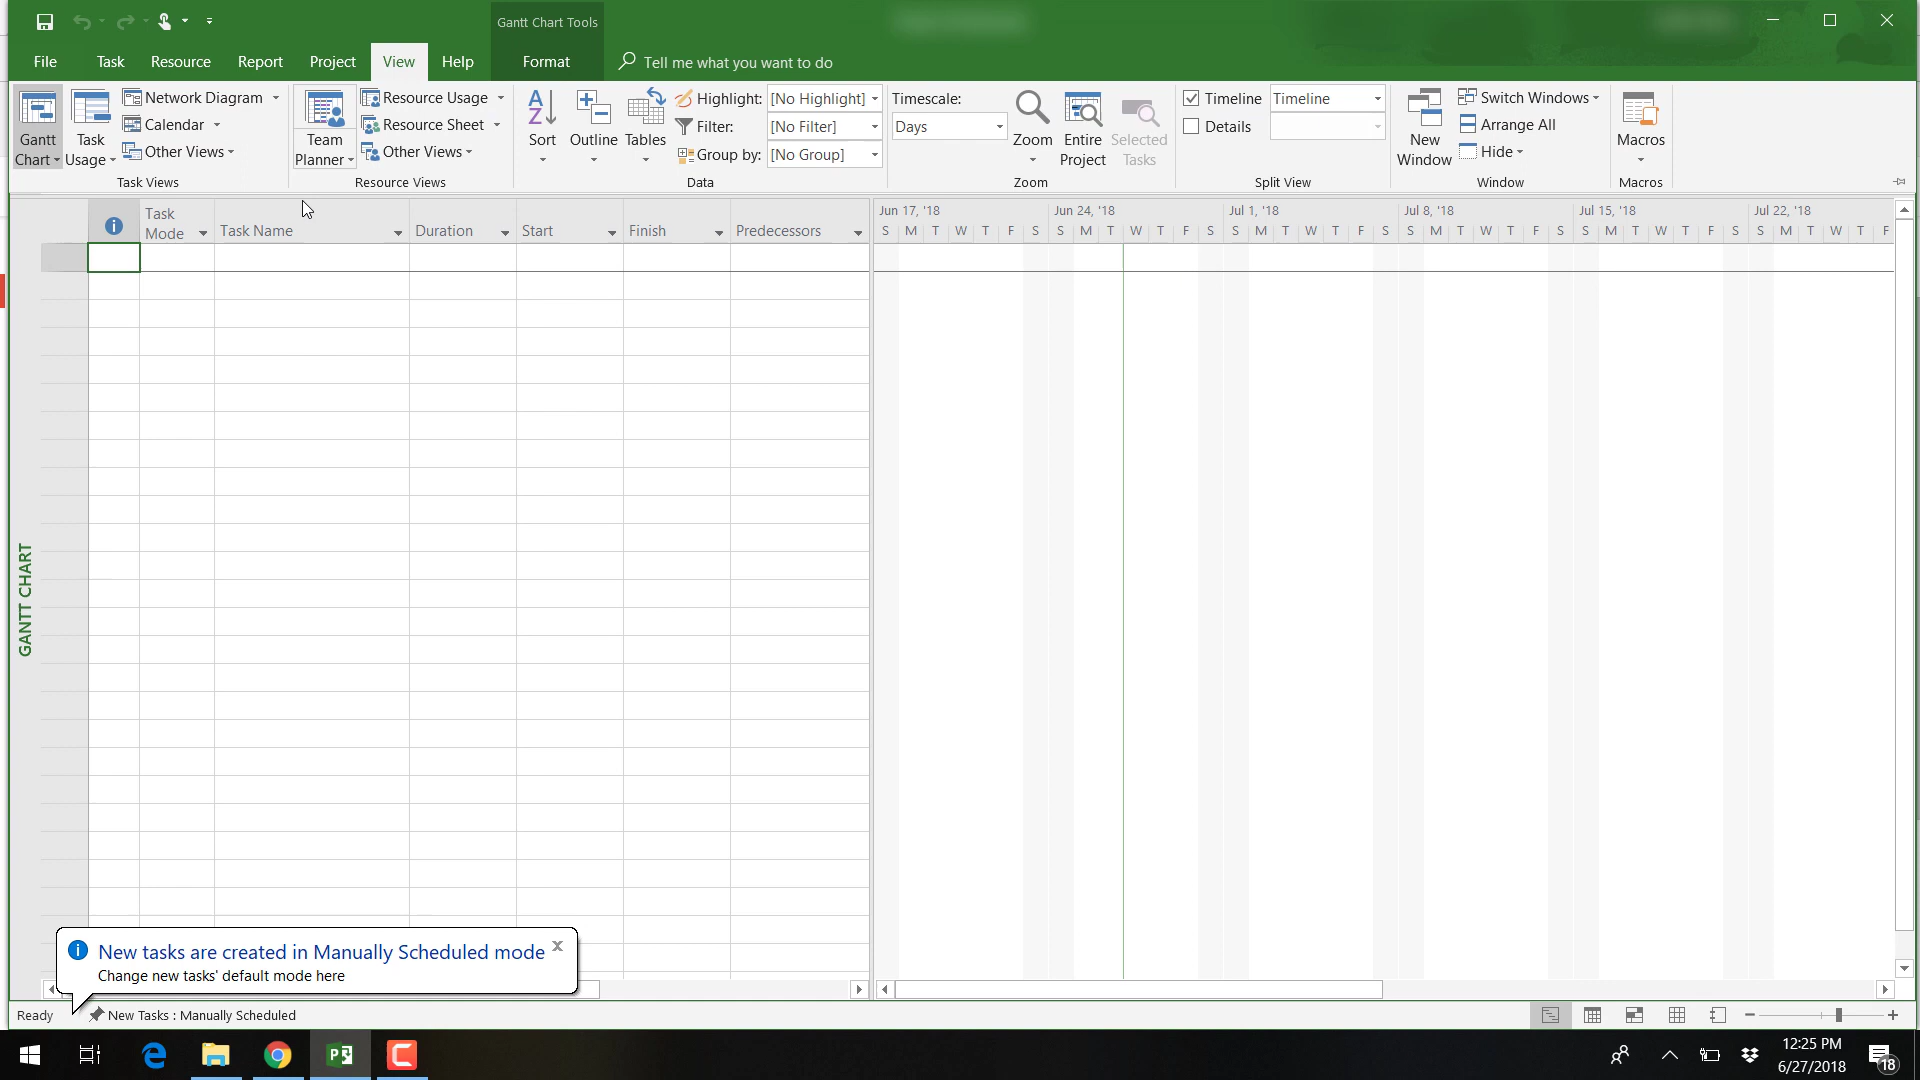 Gantt Chart Tools
File Task Resource Report Project View Help Format Tell me what you want to do
Gantt Chart
Task Usage
Network Diagram
Calendar
Other Views
Task Views
Team Planner
Resource Usage
Resource Sheet
Other Views
Resource Views
Sort
Outline
Tables
Highlight: [No Highlight]
Filter: [No Filter]
Group by: [No Group]
Data
Timescale:
Days
Zoom
Entire Project
Selected Tasks
Zoom
Timeline Timeline
Details
Split View
New Window
Switch Windows
Arrange All
Hide
Window
Macros
Macros
Task Mode Task Name Duration Start Finish Predecessors
Jun 17, '18 Jun 24, '18 Jul 1, '18 Jul 8, '18 Jul 15, '18 Jul 22, '18
S M T W T F S S M T W T F S S M T W T F S S M T W T F S S M T W T F S S M T W T F
GANTT CHART
New tasks are created in Manually Scheduled mode x
Change new tasks' default mode here
Ready New Tasks : Manually Scheduled
12:25 PM
6/27/2018
18